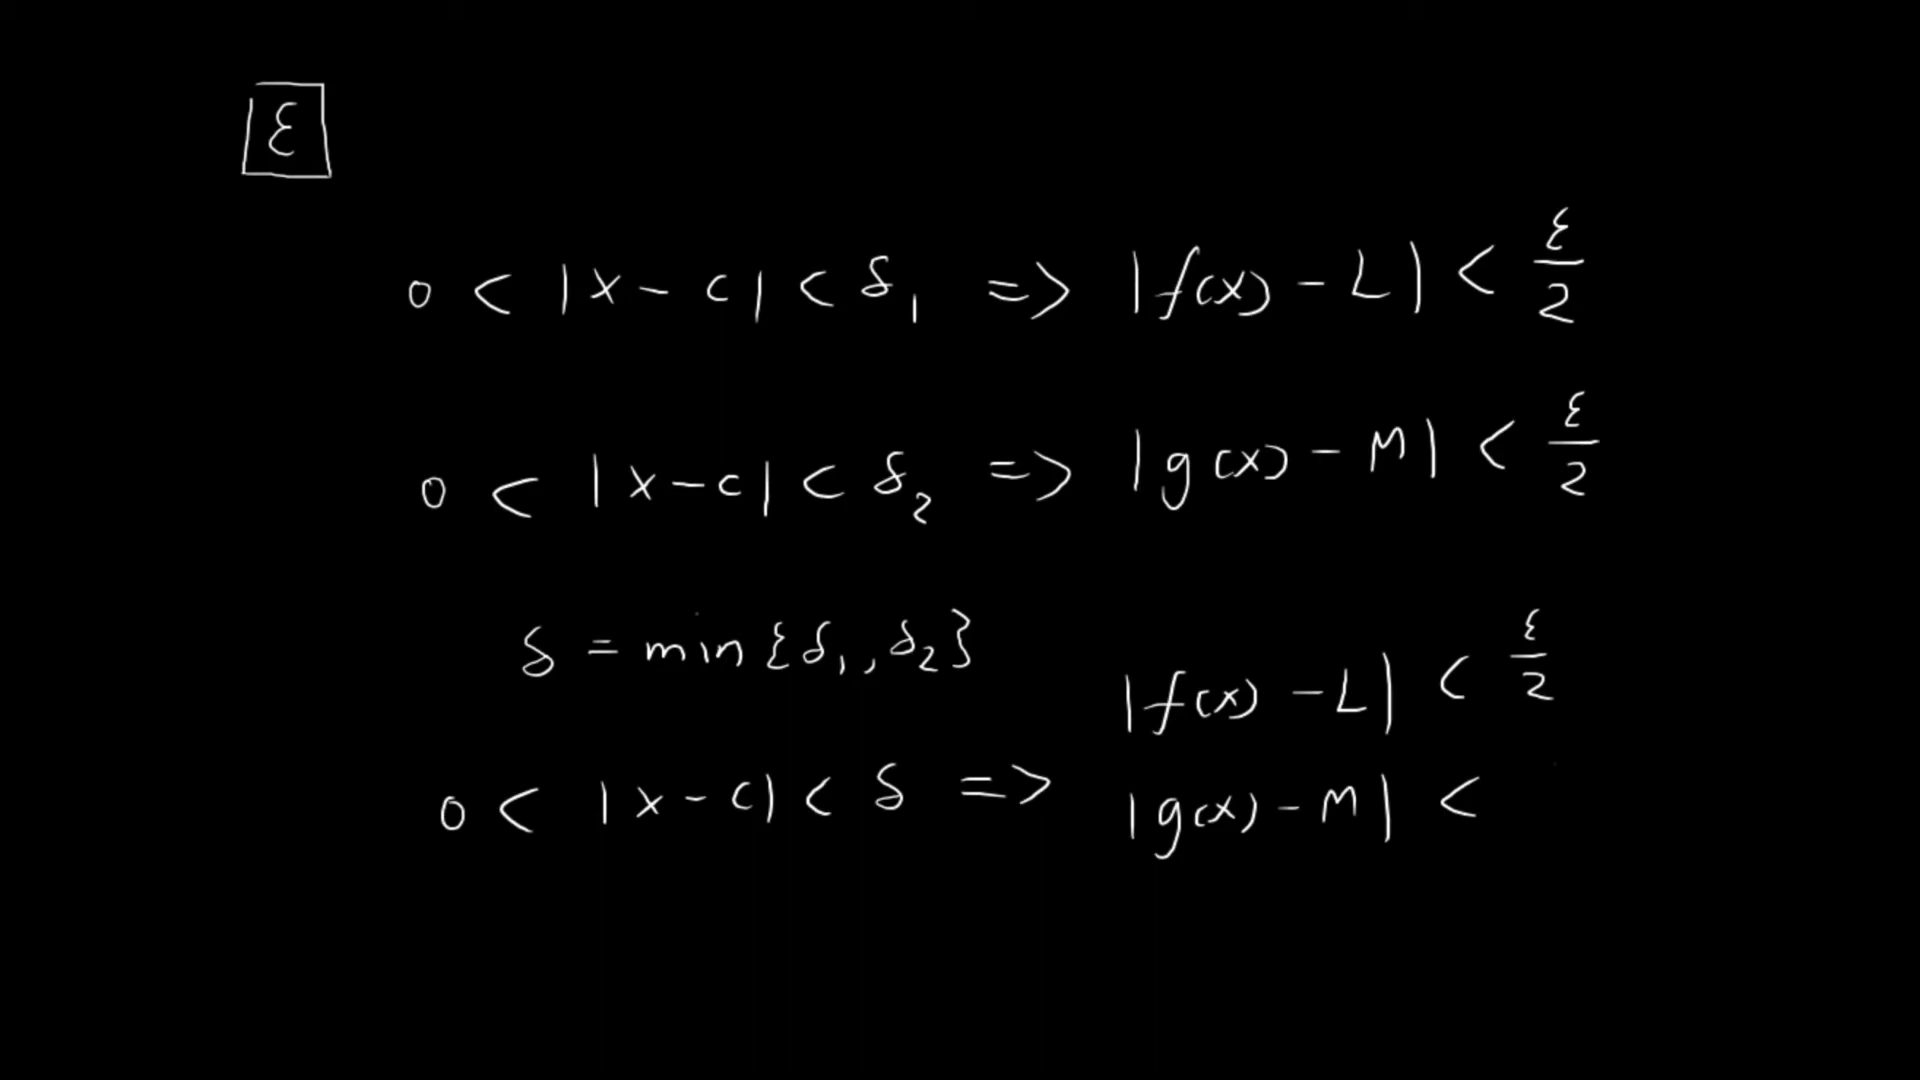 ε
0 < |x - c| < δ₁ => |f(x) - L| < ε/2
0 < |x - c| < δ₂ => |g(x) - M| < ε/2
δ = min{δ₁, δ₂}
|f(x) - L| < ε/2
0 < |x - c| < δ => |g(x) - M| <